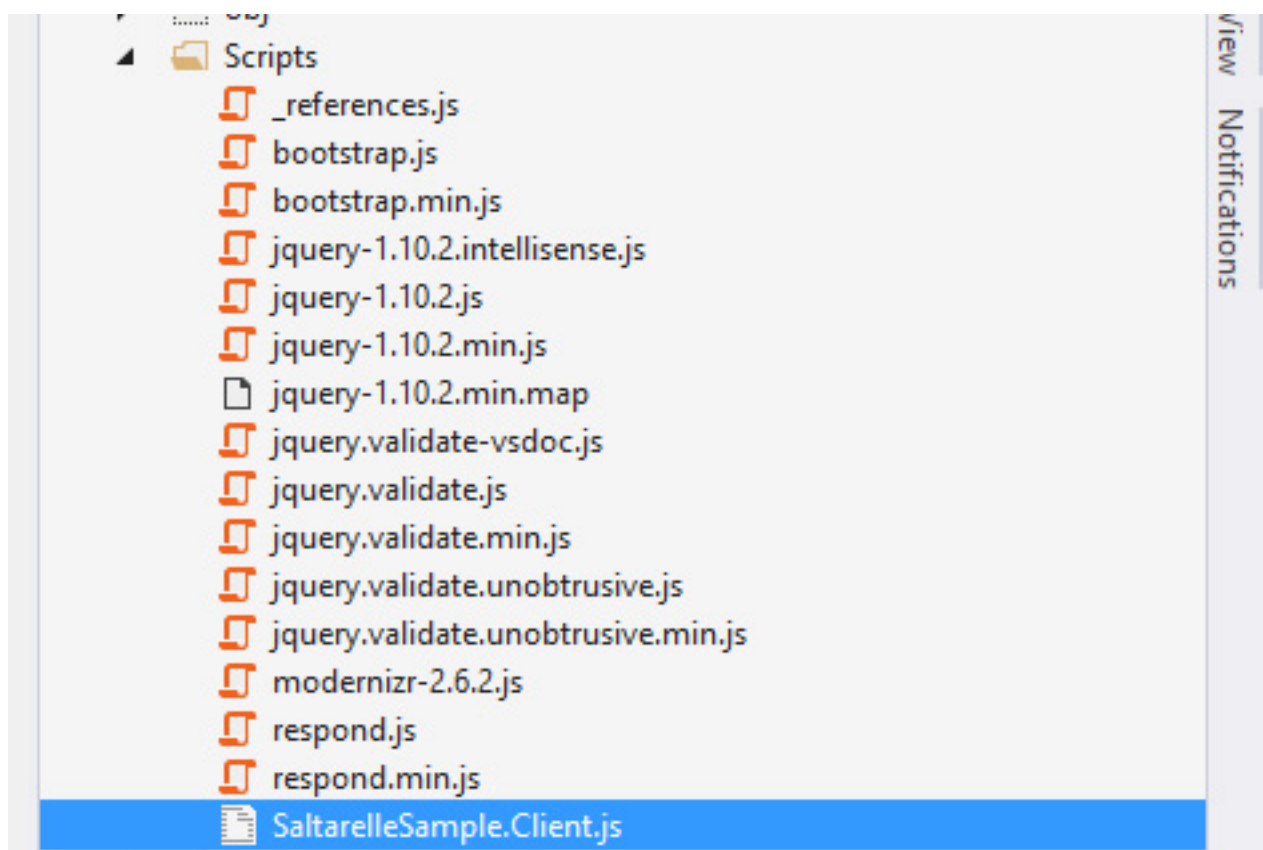 obj
Scripts
_references.js
bootstrap.js
bootstrap.min.js
jquery-1.10.2.intellisense.js
jquery-1.10.2.js
jquery-1.10.2.min.js
jquery-1.10.2.min.map
jquery.validate-vsdoc.js
jquery.validate.js
jquery.validate.min.js
jquery.validate.unobtrusive.js
jquery.validate.unobtrusive.min.js
modernizr-2.6.2.js
respond.js
respond.min.js
SaltarelleSample.Client.js
View
Notifications